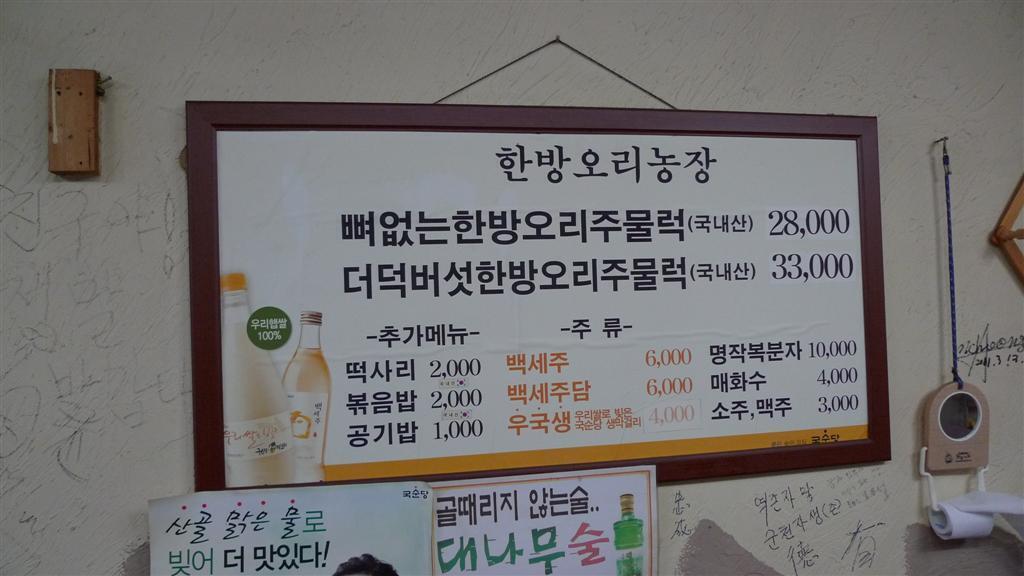 한방오리농장
뼈없는한방오리주물럭(국내산) 28,000
더덕버섯한방오리주물럭(국내산) 33,000
우리햅쌀
100%
-추가메뉴-
떡사리 2,000
볶음밥 2,000
공기밥 1,000
-주 류-
백세주 6,000
백세주담 6,000
우국생 우리쌀로 빚은 국순당 생막걸리 4,000
명작복분자 10,000
매화수 4,000
소주,맥주 3,000
국순당
국순당
산골 맑은 물로
빚어 더 맛있다!
골때리지 않는술..
대나무술